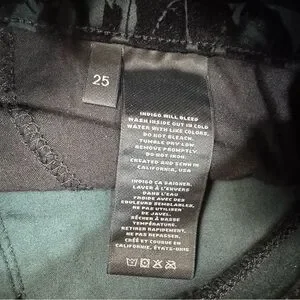 25
INDIGO WILL BLEED
WASH INSIDE OUT IN COLD
WATER WITH LIKE COLORS.
DO NOT BLEACH.
TUMBLE DRY LOW.
REMOVE PROMPTLY.
DO NOT IRON.
CREATED AND SEWN IN
CALIFORNIA, USA
INDIGO ÇA DAIGNER.
LAVER À L'ENVERS
DANS L'EAU
FROIDE AVEC DES
COULEURS SEMBLABLES.
NE PAS UTILISER
DE JAVEL.
SÉCHER À BASSE
TEMPÉRATURE.
RETIRER RAPIDEMENT.
NE PAS REPASSER.
CRÉÉ ET COUSU EN
CALIFORNIE, ÉTATS-UNIS